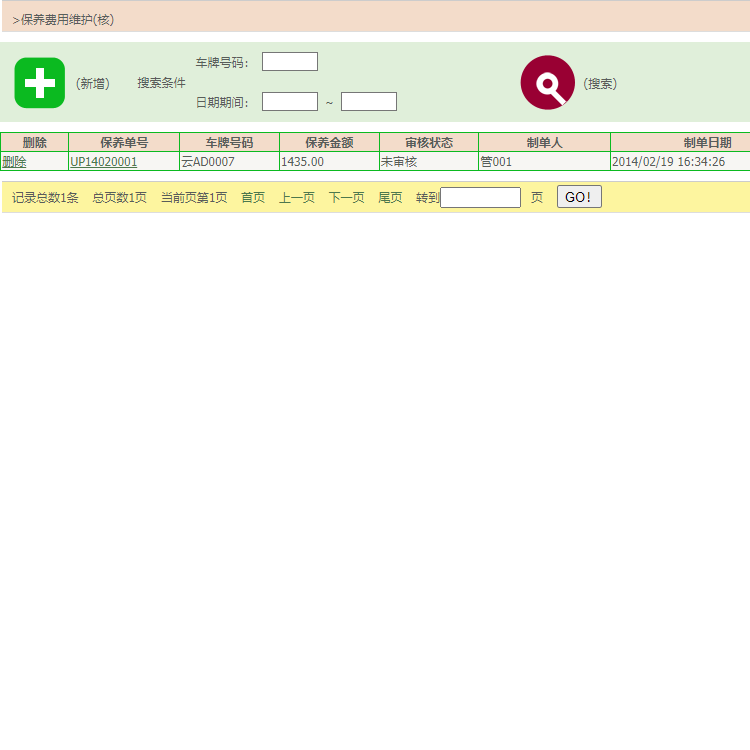 >保养费用维护(核)
(新增) 搜索条件 车牌号码: (搜索)
日期期间: ~
删除 保养单号 车牌号码 保养金额 审核状态 制单人 制单日期
删除 UP14020001 云AD0007 1435.00 未审核 管001 2014/02/19 16:34:26
记录总数1条 总页数1页 当前页第1页 首页 上一页 下一页 尾页 转到 页 GO!